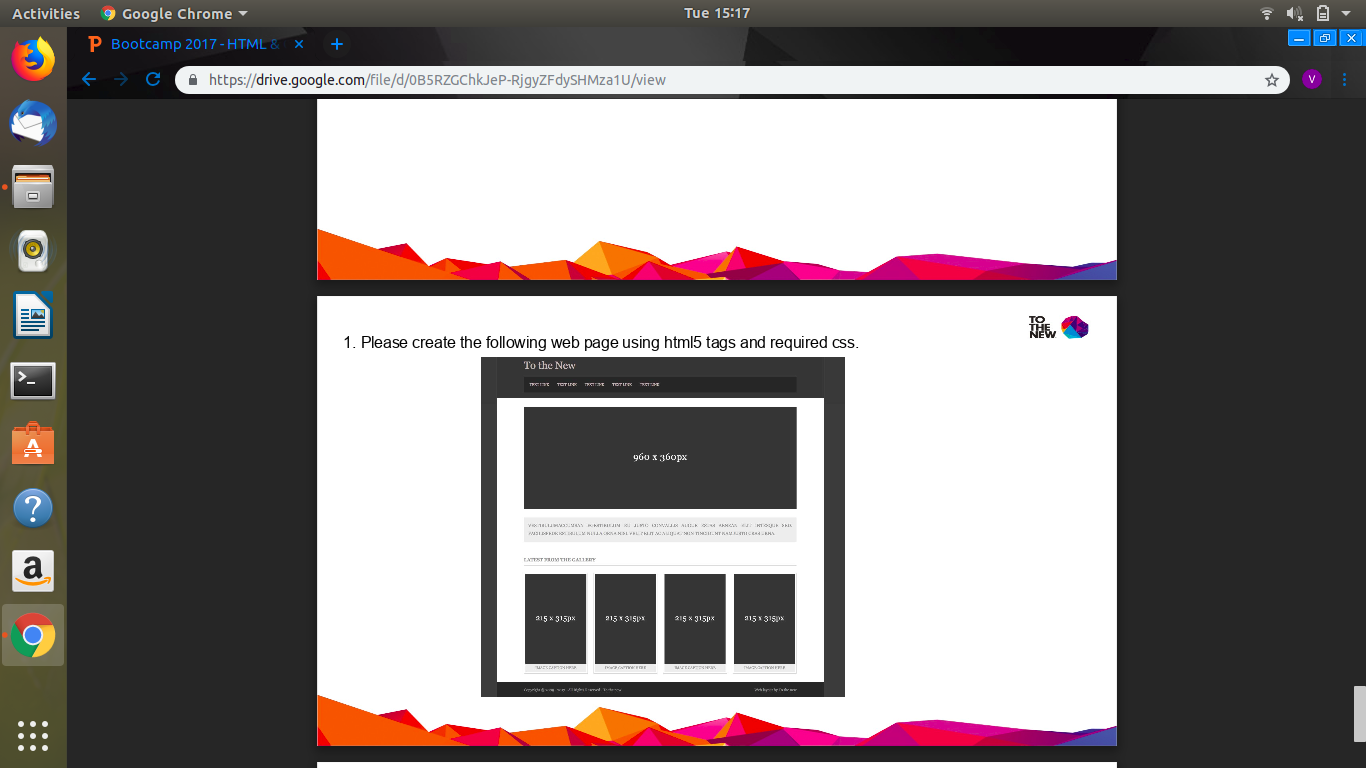 Activities Google Chrome Tue 15:17
Bootcamp 2017 - HTML &
https://drive.google.com/file/d/0B5RZGChkJeP-RjgyZFdySHMza1U/view
V
TO
THE
NEW
1. Please create the following web page using html5 tags and required css.
To the New
TEXT LINK TEXT LINK TEXT LINK TEXT LINK TEXT LINK
960 x 360px
LATEST FROM THE GALLERY
215 x 315px 215 x 315px 215 x 315px 215 x 315px
IMAGE CAPTION HERE IMAGE CAPTION HERE IMAGE CAPTION HERE IMAGE CAPTION HERE